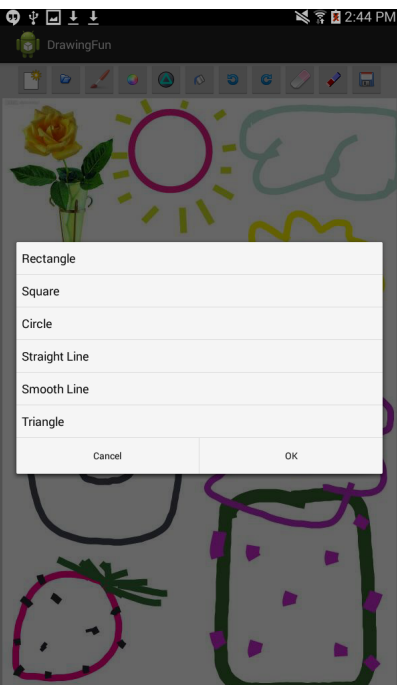 2:44 PM
DrawingFun
Rectangle
Square
Circle
Straight Line
Smooth Line
Triangle
Cancel
OK